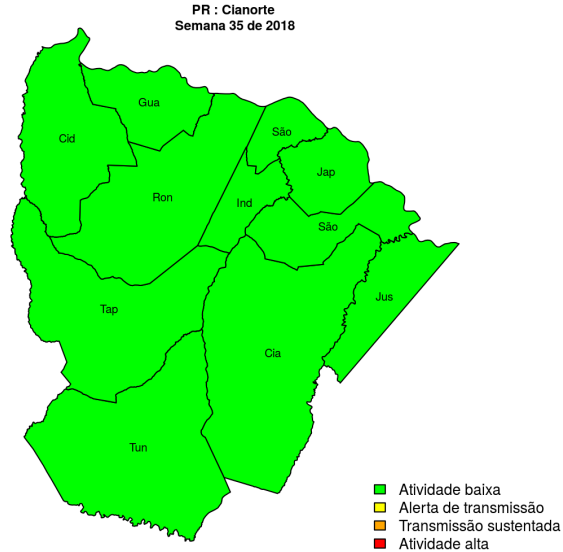 PR : Cianorte
Semana 35 de 2018
Gua
São
Cid
Jap
Ron
Ind
São
Jus
Tap
Cia
Tun
Atividade baixa
Alerta de transmissão
Transmissão sustentada
Atividade alta